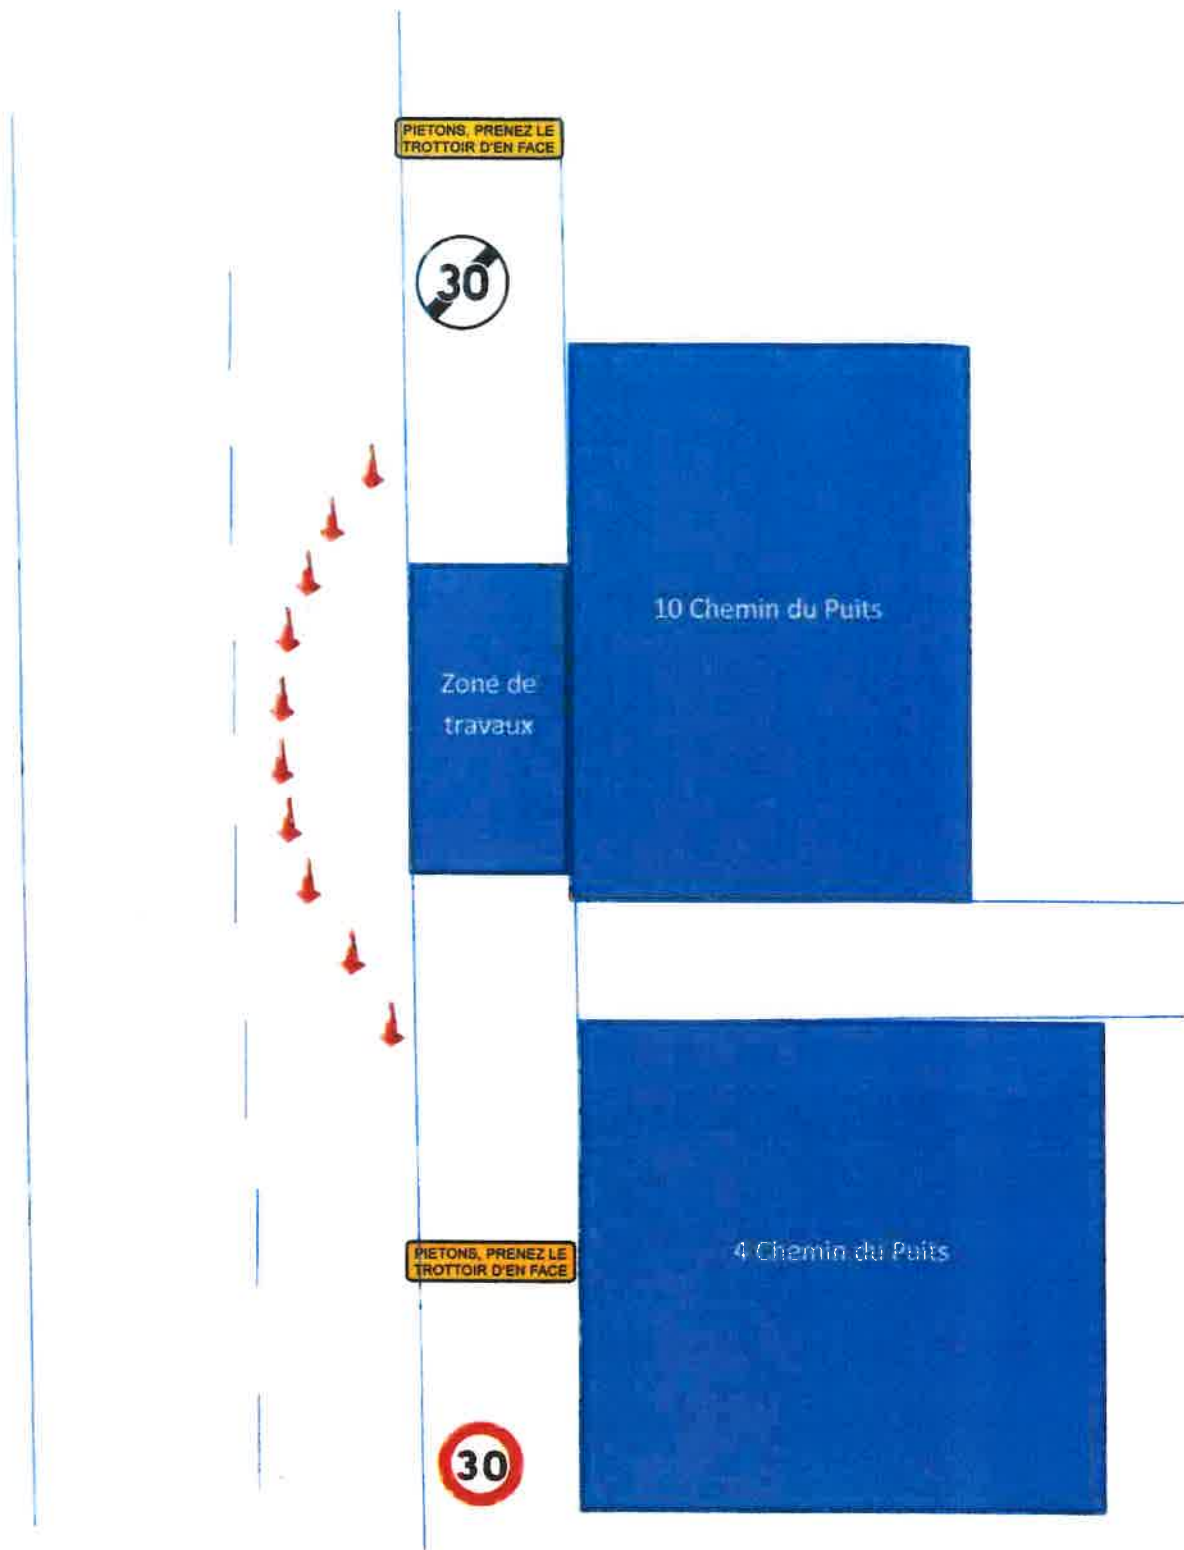 PIETONS, PRENEZ LE
TROTTOIR D'EN FACE
30
10 Chemin du Puits
Zone de
travaux
4 Chemin du Puits
PIETONS, PRENEZ LE
TROTTOIR D'EN FACE
30